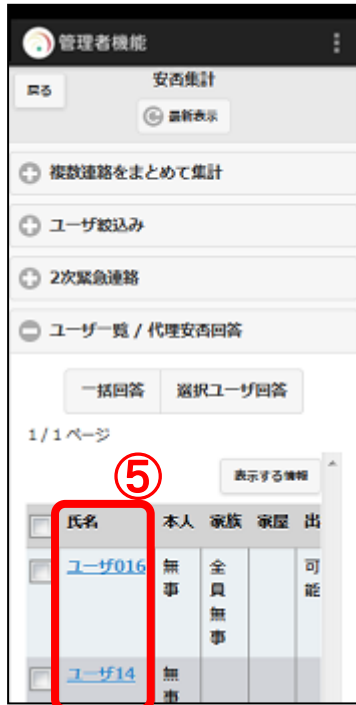 管理者機能
戻る
安否集計
最新表示
複数連絡をまとめて集計
ユーザ絞込み
2次緊急連絡
ユーザ一覧 / 代理安否回答
一括回答
選択ユーザ回答
1/1ページ
⑤
表示する情報
氏名 本人 家族 家屋 出
ユーザ016 無事 全員無事 可能
ユーザ14 無事